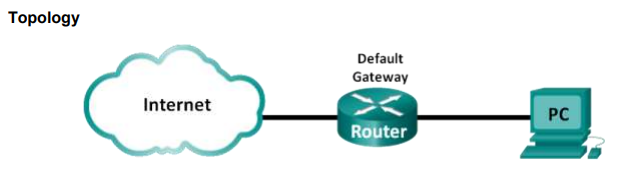 Topology
Default
Gateway
Internet
Router
PC